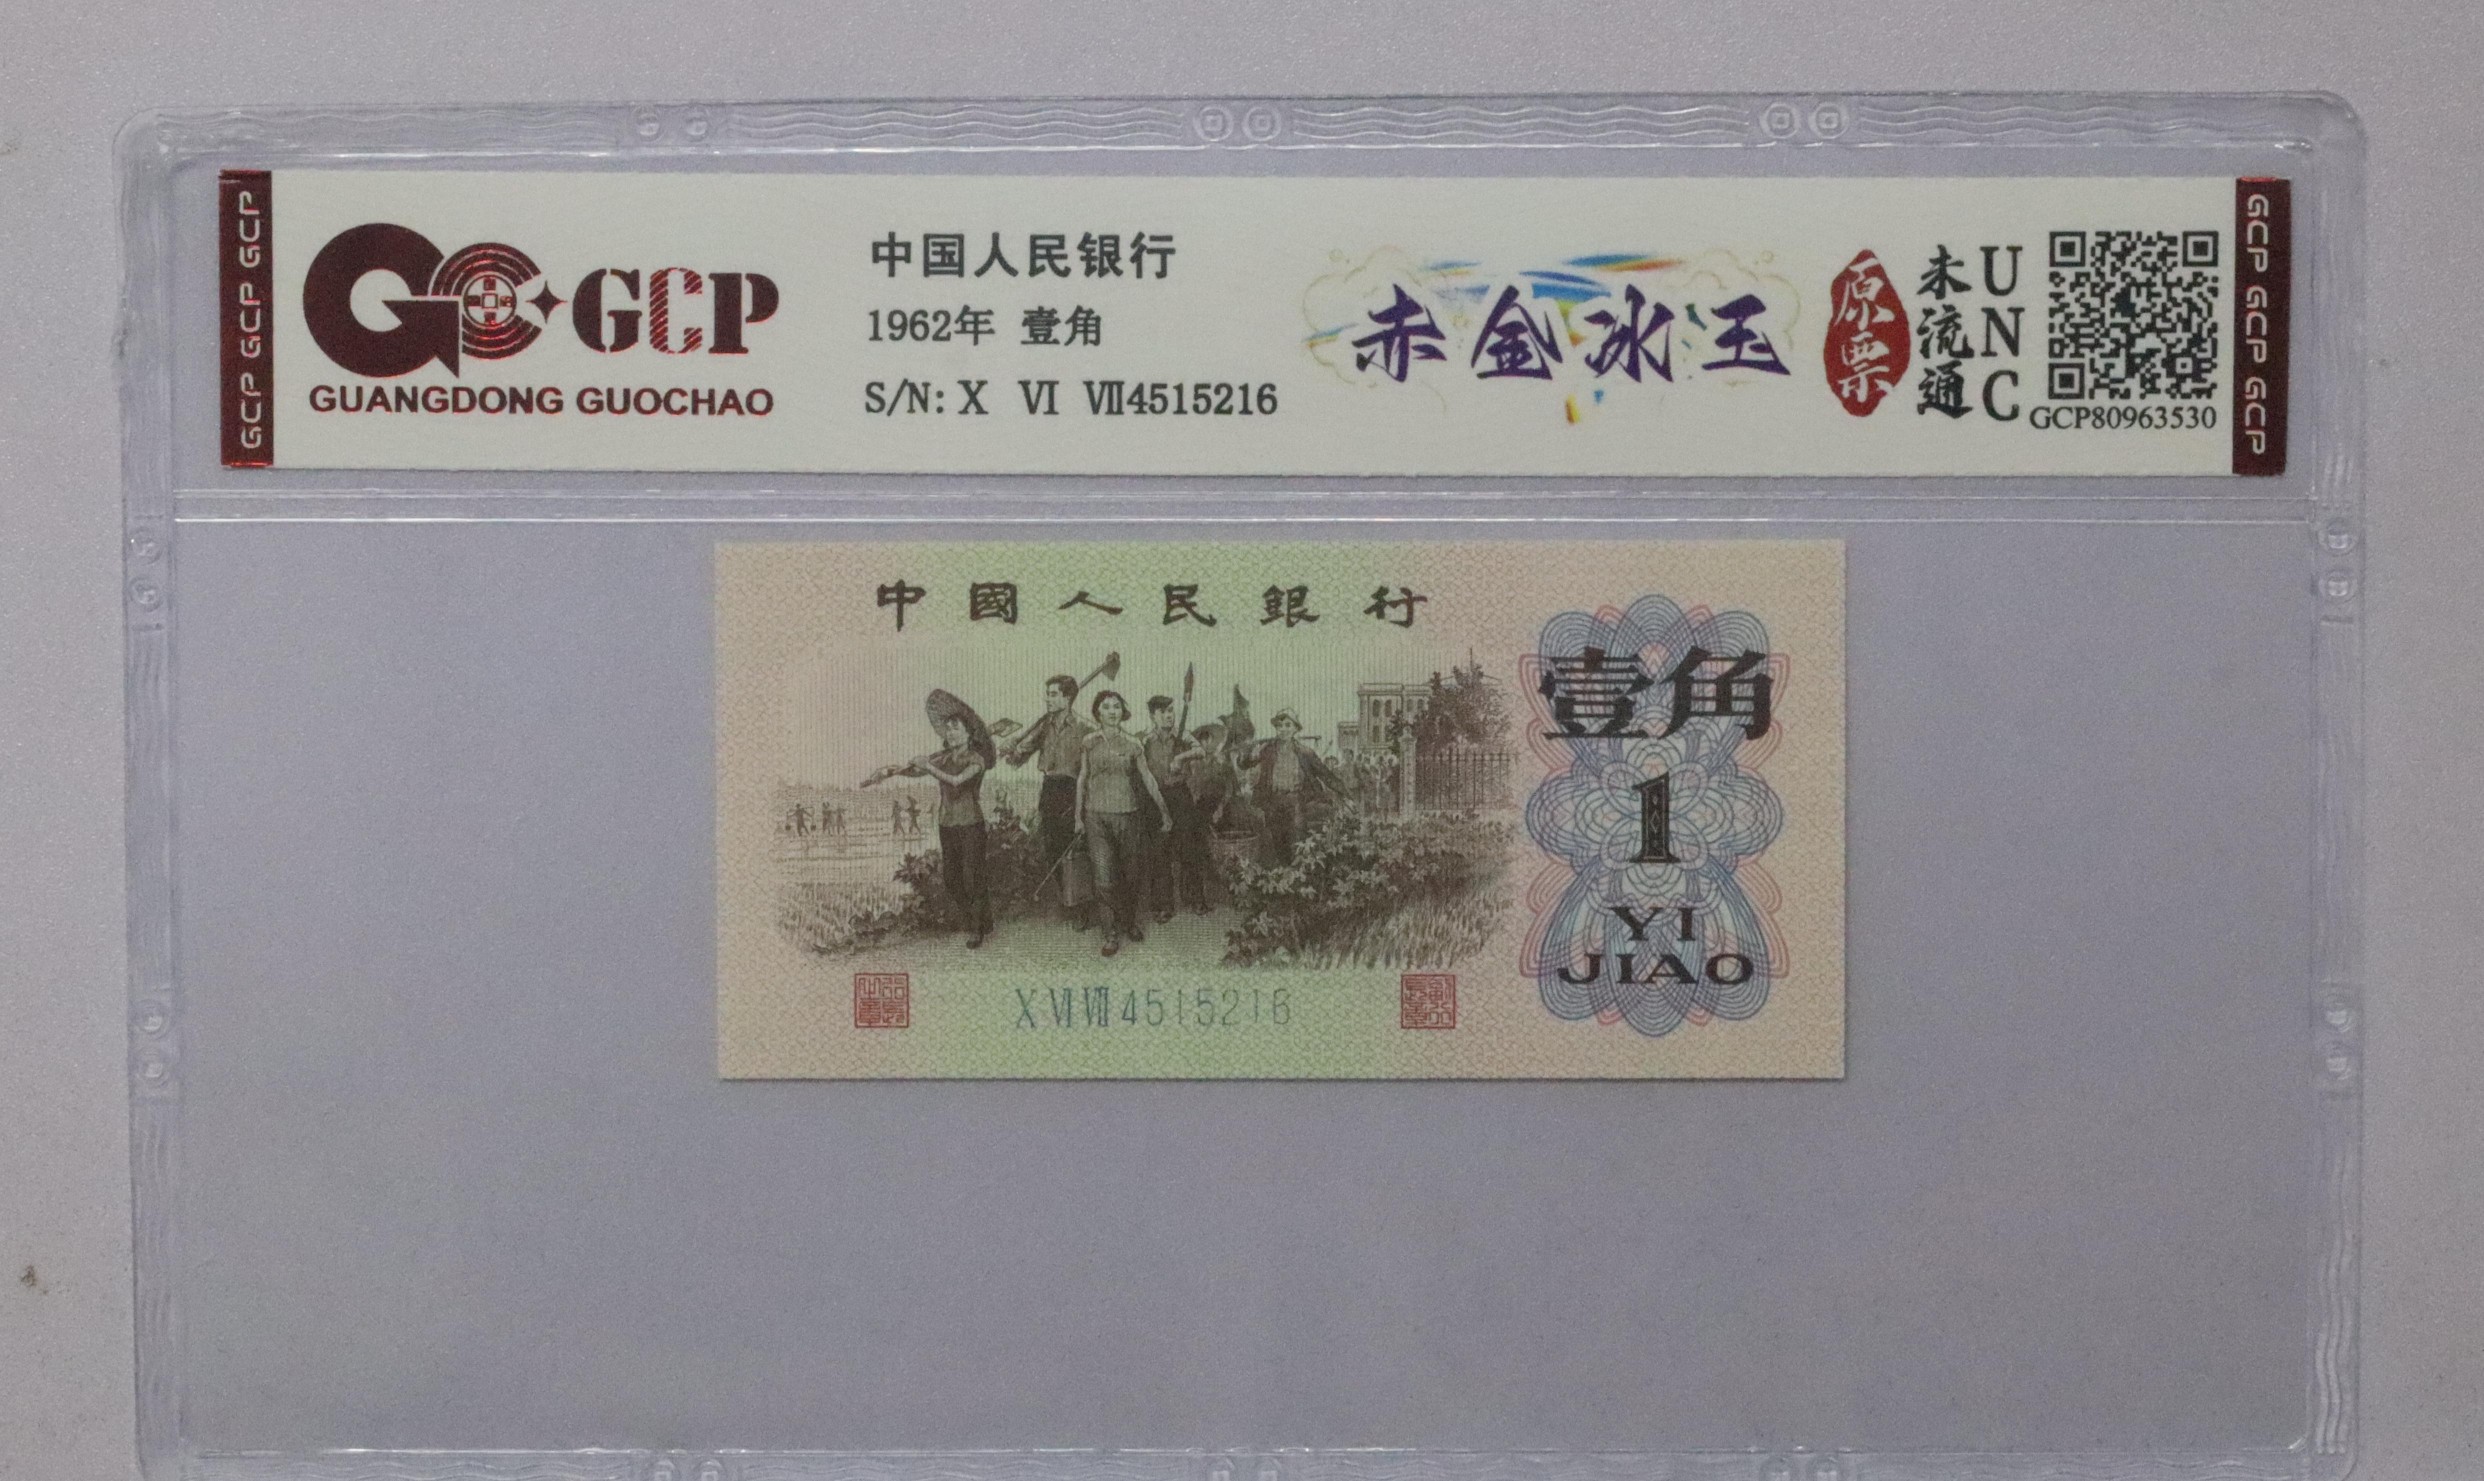 GCP GCP GCP
GCP
GUANGDONG GUOCHAO
中国人民银行
1962年 壹角
S/N: X VI VII4515216
赤金冰玉
原票
未流通
UNC
GCP80963530
GCP GCP GCP
中國人民銀行
壹角
1
YI
JIAO
X VI VII 4515216